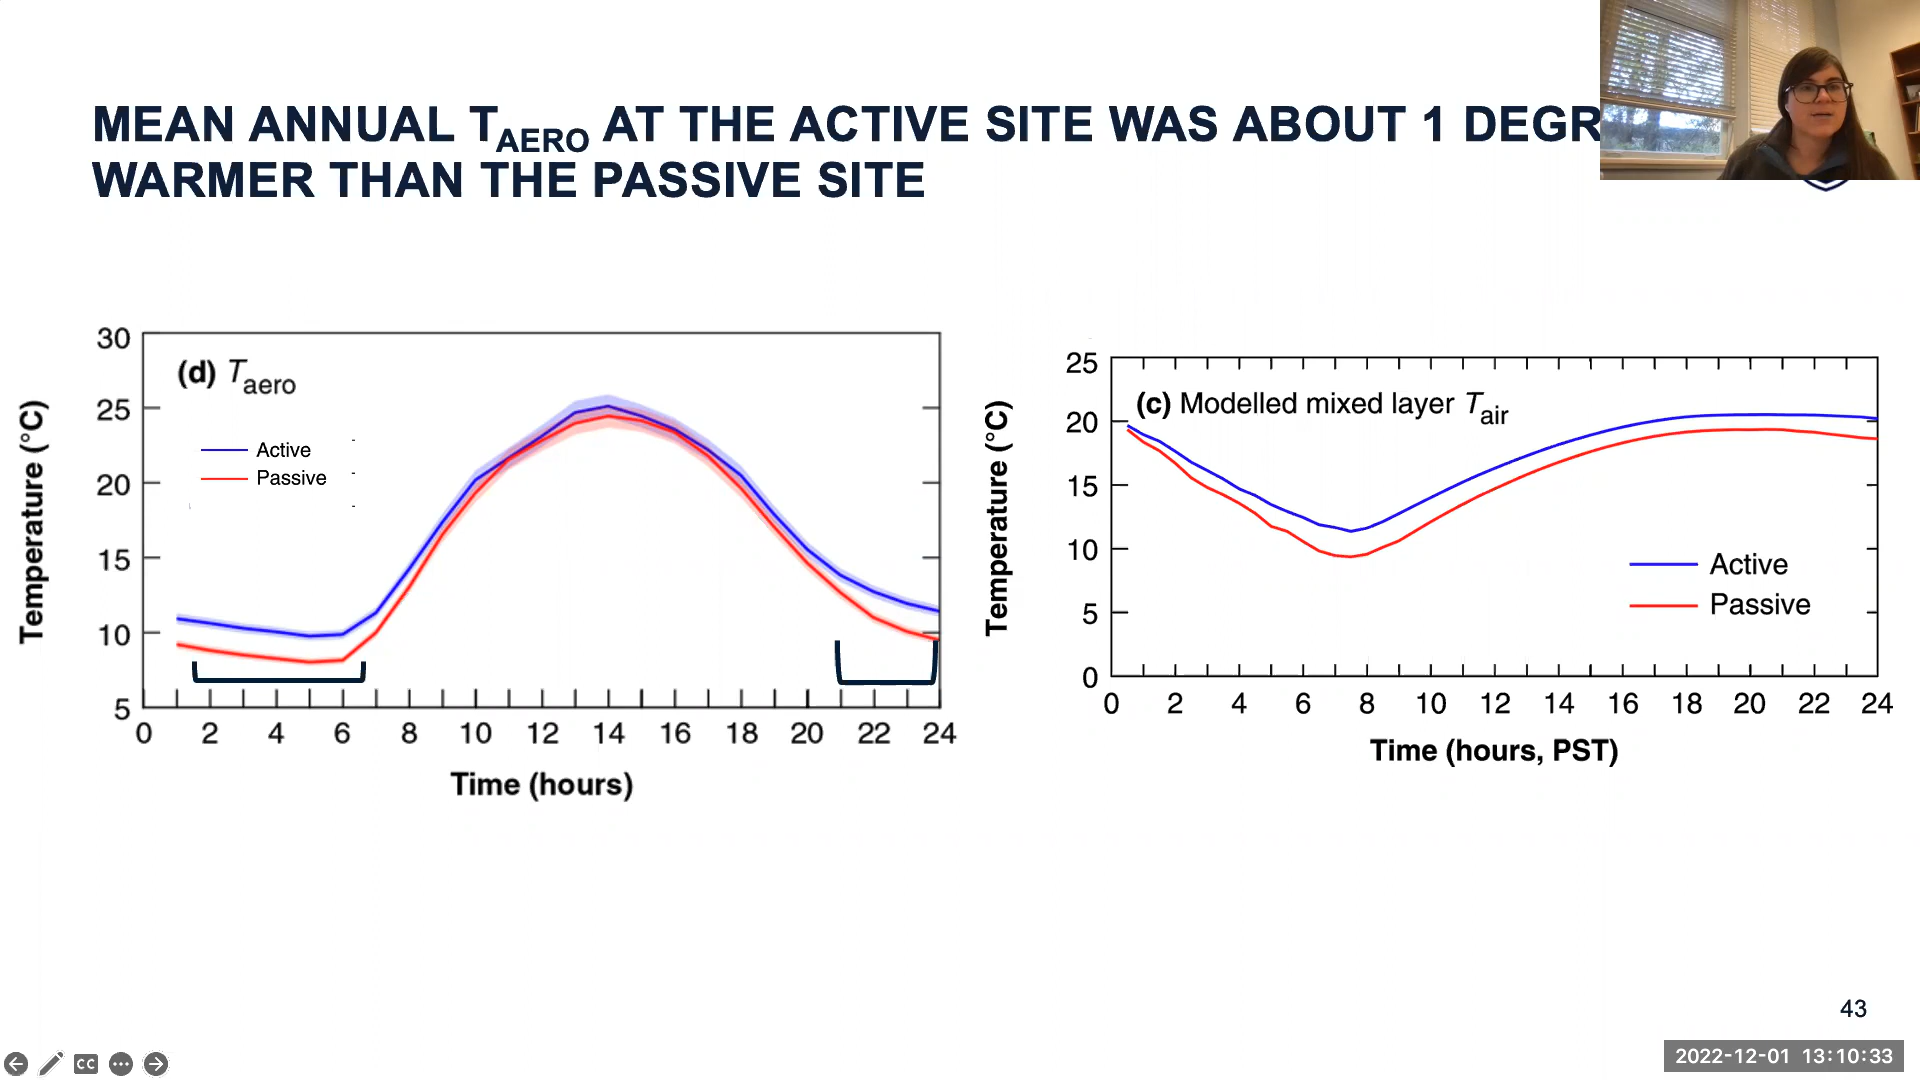 MEAN ANNUAL TAERO AT THE ACTIVE SITE WAS ABOUT 1 DEGR
WARMER THAN THE PASSIVE SITE
30
25
20
15
10
5
Temperature (°C)
(d) Taero
Active
Passive
0 2 4 6 8 10 12 14 16 18 20 22 24
Time (hours)
25
20
15
10
5
0
Temperature (°C)
(c) Modelled mixed layer Tair
Active
Passive
0 2 4 6 8 10 12 14 16 18 20 22 24
Time (hours, PST)
43
CC
2022-12-01 13:10:33